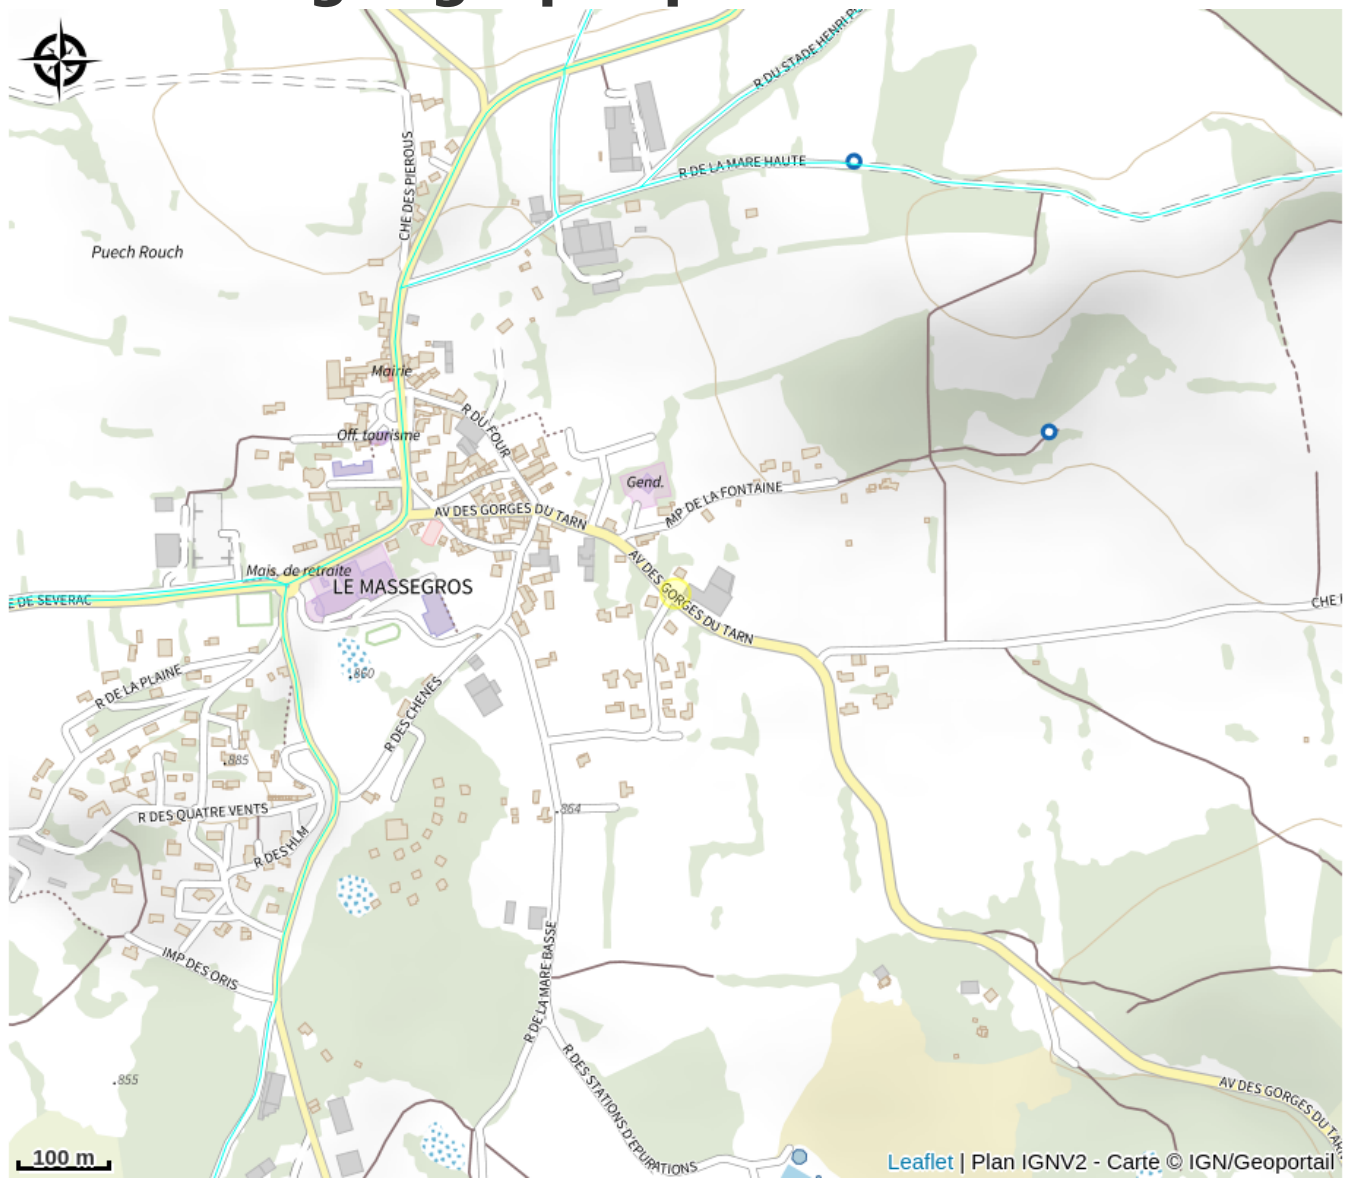 R DU STADE HENRI
R DE LA MARE HAUTE
CHE DES PIEROUS
Puech Rouch
Mairie
R DU FOUR
Off. tourisme
Gend.
IMP DE LA FONTAINE
AV DES GORGES DU TARN
Mais. de retraite
LE MASSEGROS
AV DES GORGES DU TARN
E DE SEVERAC
CHE
.860
R DE LA PLAINE
R DES CHENES
.885
R DES QUATRE VENTS
.864
R DES HLM
IMP DES ORIS
R DE LA MARE BASSE
R DES STATIONS D'EPURATIONS
.855
AV DES GORGES DU TARN
100 m
Leaflet | Plan IGNV2 - Carte © IGN/Geoportail